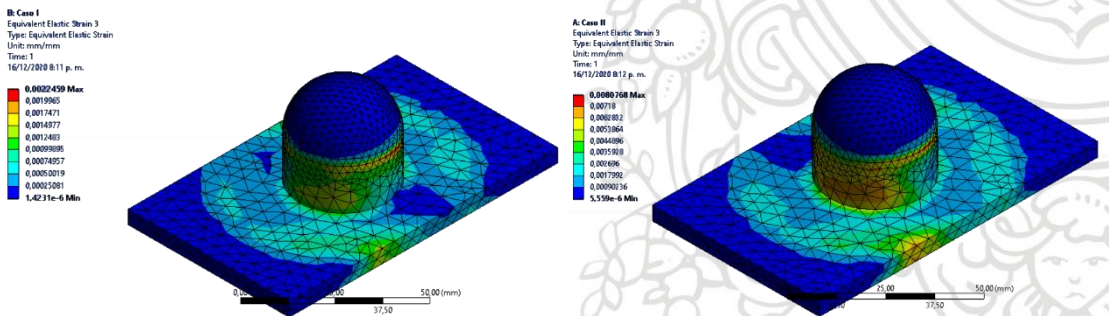 B: Caso I
Equivalent Elastic Strain 3
Type: Equivalent Elastic Strain
Unit: mm/mm
Time: 1
16/12/2020 8:11 p. m.
0,0022459 Max
0,0019965
0,0017471
0,0014977
0,0012483
0,00099895
0,00074957
0,00050019
0,00025081
1,4231e-6 Min
50,00 (mm)
37,50
A: Caso II
Equivalent Elastic Strain 3
Type: Equivalent Elastic Strain
Unit: mm/mm
Time: 1
16/12/2020 8:12 p. m.
0,0080768 Max
0,00718
0,0062832
0,0053864
0,0044896
0,0035928
0,002696
0,0017992
0,00090236
5,559e-6 Min
25,00
50,00 (mm)
37,50